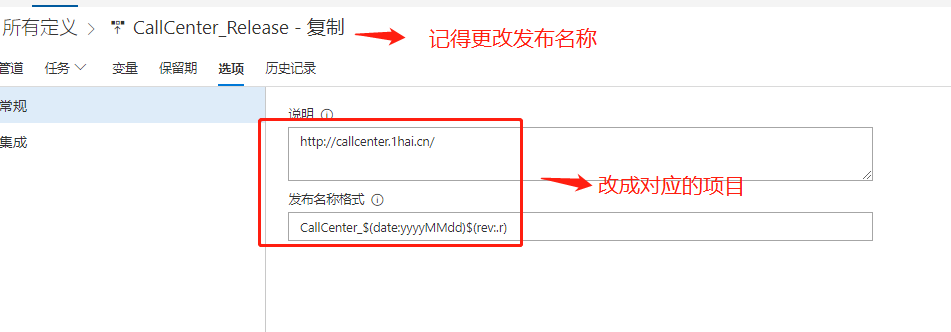 所有定义 > CallCenter_Release - 复制
记得更改发布名称
管道 任务 变量 保留期 选项 历史记录
常规
说明
集成
http://callcenter.1hai.cn/
改成对应的项目
发布名称格式
CallCenter_$(date:yyyyMMdd)$(rev:.r)